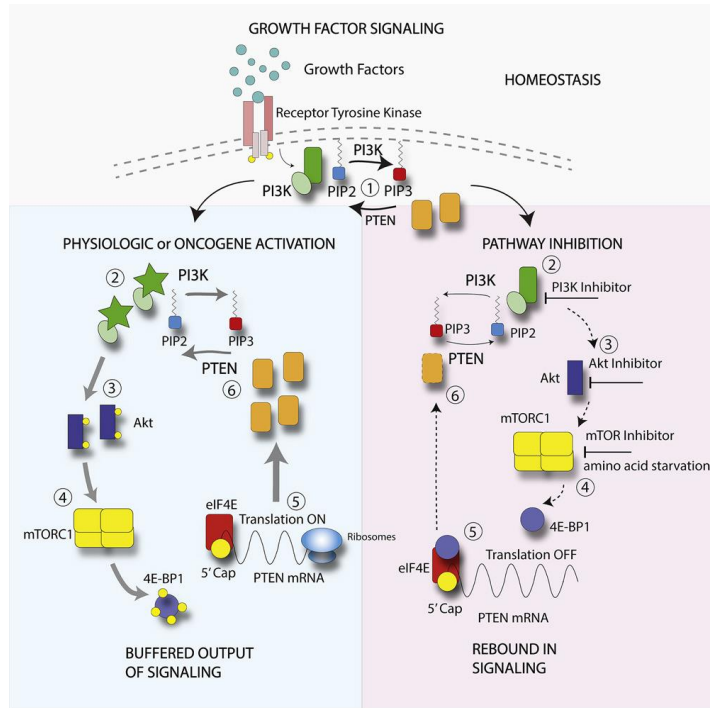 GROWTH FACTOR SIGNALING
Growth Factors
HOMEOSTASIS
Receptor Tyrosine Kinase
PI3K
PI3K
PIP2
1
PIP3
PTEN
PHYSIOLOGIC or ONCOGENE ACTIVATION
2
PI3K
PIP2
PIP3
PTEN
6
3
Akt
4
mTORC1
4E-BP1
eIF4E
5
Translation ON
Ribosomes
5' Cap
PTEN mRNA
BUFFERED OUTPUT
OF SIGNALING
PATHWAY INHIBITION
2
PI3K
PI3K Inhibitor
PIP3
PIP2
PTEN
6
3
Akt Inhibitor
Akt
mTORC1
mTOR Inhibitor
amino acid starvation
4
4E-BP1
5
eIF4E
Translation OFF
5' Cap
PTEN mRNA
REBOUND IN
SIGNALING